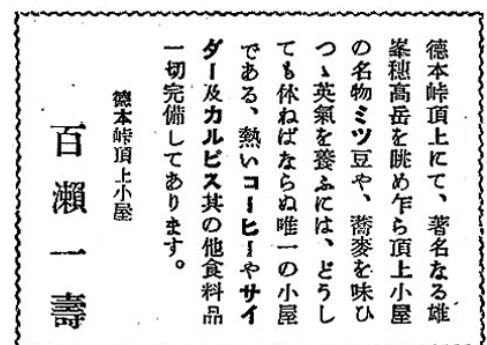 德本峠頂上にて、著名なる雄
峯穗高岳を眺め乍ら頂上小屋
の名物ミツ豆や、蕎麥を味ひ
つゝ英氣を養ふには、どうし
ても休ねばならぬ唯一の小屋
である、熱いコーヒーやサイ
ダー及カルピス其の他食料品
一切完備してあります。
德本峠頂上小屋
百瀨一壽